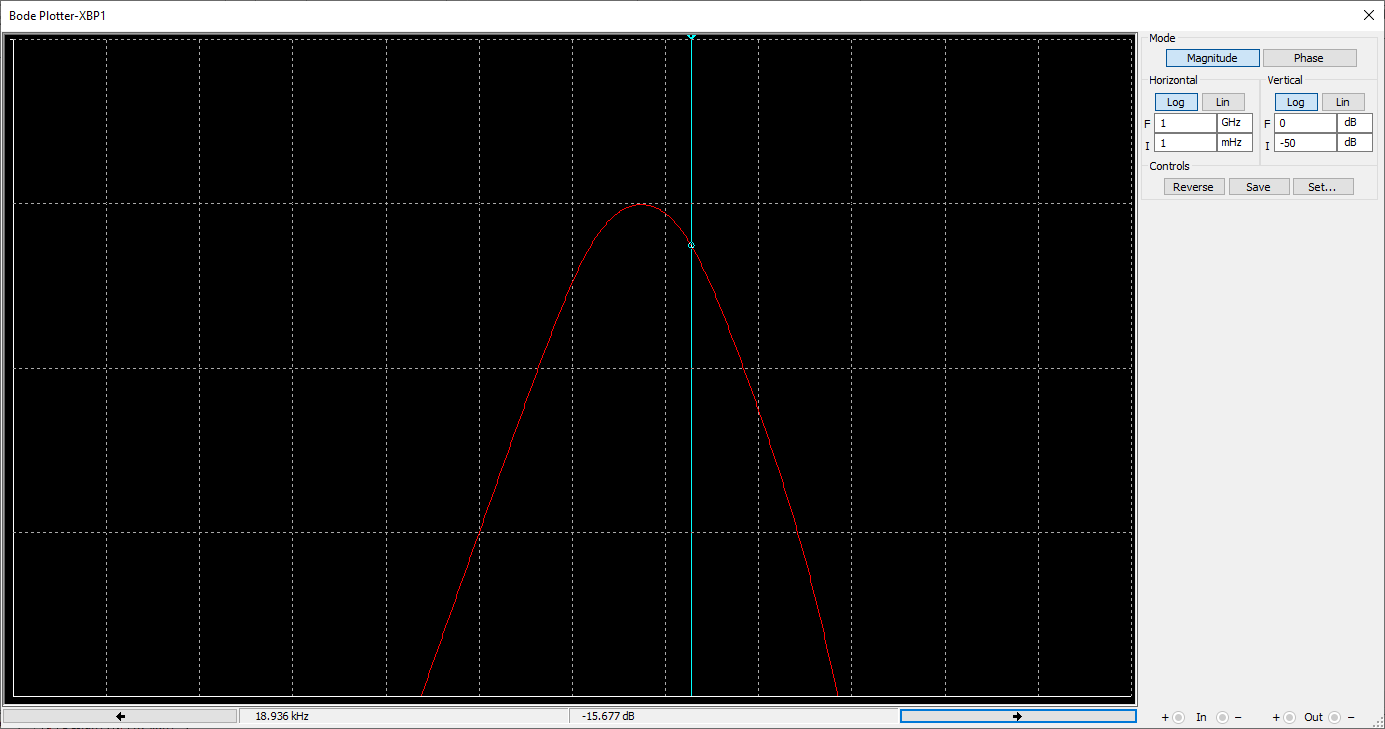 Bode Plotter-XBP1
Mode
Magnitude Phase
Horizontal Vertical
Log Lin Log Lin
F 1 GHz F 0 dB
I 1 mHz I -50 dB
Controls
Reverse Save Set...
18.936 kHz -15.677 dB
+ In − + Out −